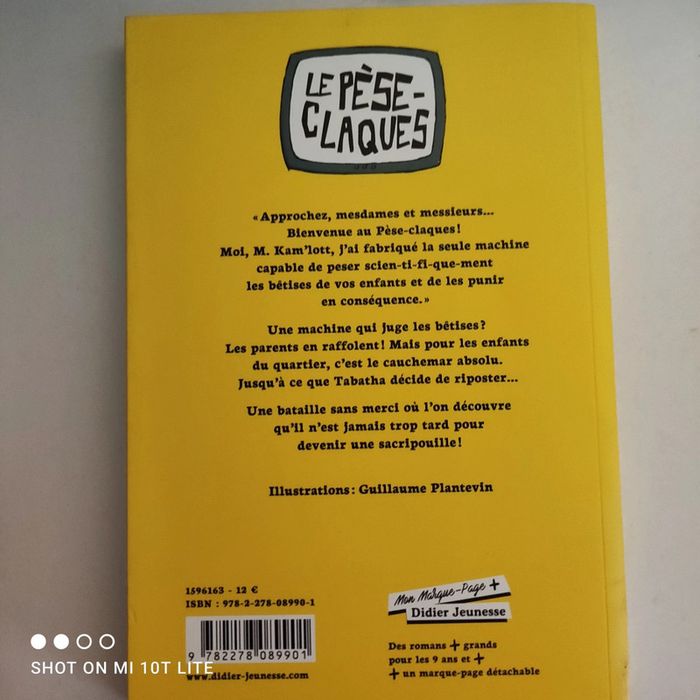 LE PÈSE-
CLAQUES
« Approchez, mesdames et messieurs...
Bienvenue au Pèse-claques !
Moi, M. Kam'lott, j'ai fabriqué la seule machine
capable de peser scien-ti-fi-que-ment
les bêtises de vos enfants et de les punir
en conséquence. »
Une machine qui juge les bêtises ?
Les parents en raffolent ! Mais pour les enfants
du quartier, c'est le cauchemar absolu.
Jusqu'à ce que Tabatha décide de riposter...
Une bataille sans merci où l'on découvre
qu'il n'est jamais trop tard pour
devenir une sacripouille !
Illustrations : Guillaume Plantevin
1596163 - 12 €
ISBN : 978-2-278-08990-1
9 782278 089901
www.didier-jeunesse.com
Mon Marque-Page +
Didier Jeunesse
Des romans + grands
pour les 9 ans et +
+ un marque-page détachable
SHOT ON MI 10T LITE